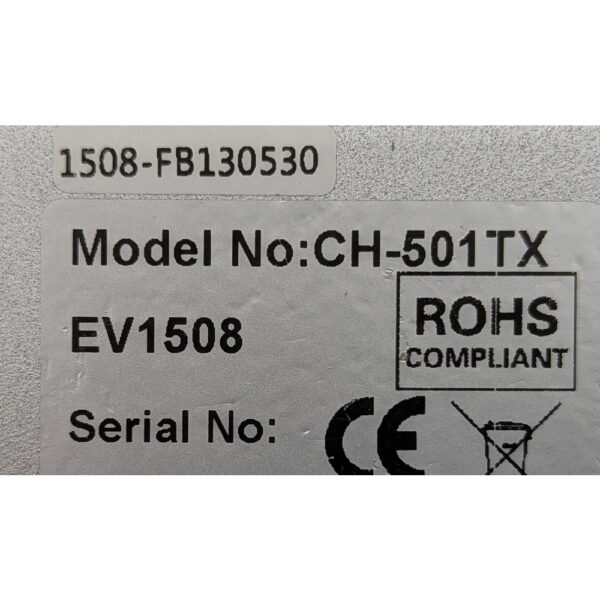 1508-FB130530
Model No:CH-501TX
EV1508
ROHS
COMPLIANT
Serial No:
CE